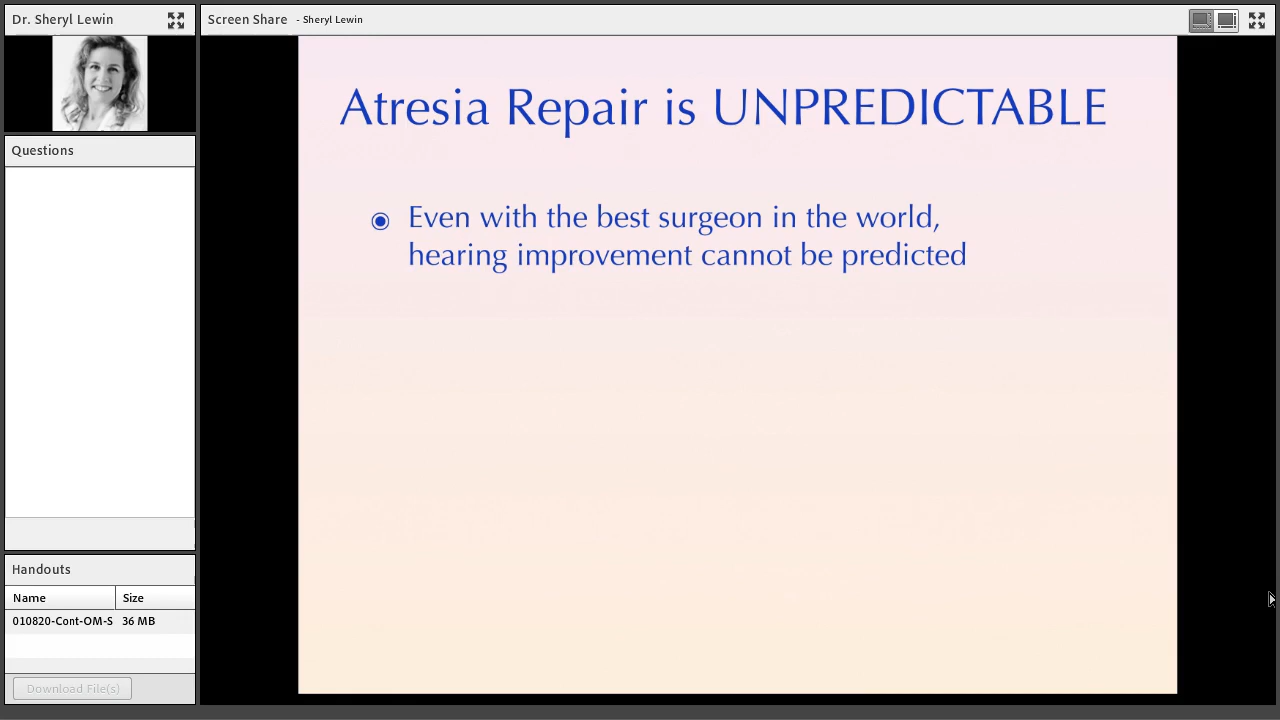 Dr. Sheryl Lewin
Screen Share - Sheryl Lewin
Questions
Handouts
Name Size
010820-Cont-OM-S 36 MB
Download File(s)
Atresia Repair is UNPREDICTABLE
Even with the best surgeon in the world,
hearing improvement cannot be predicted